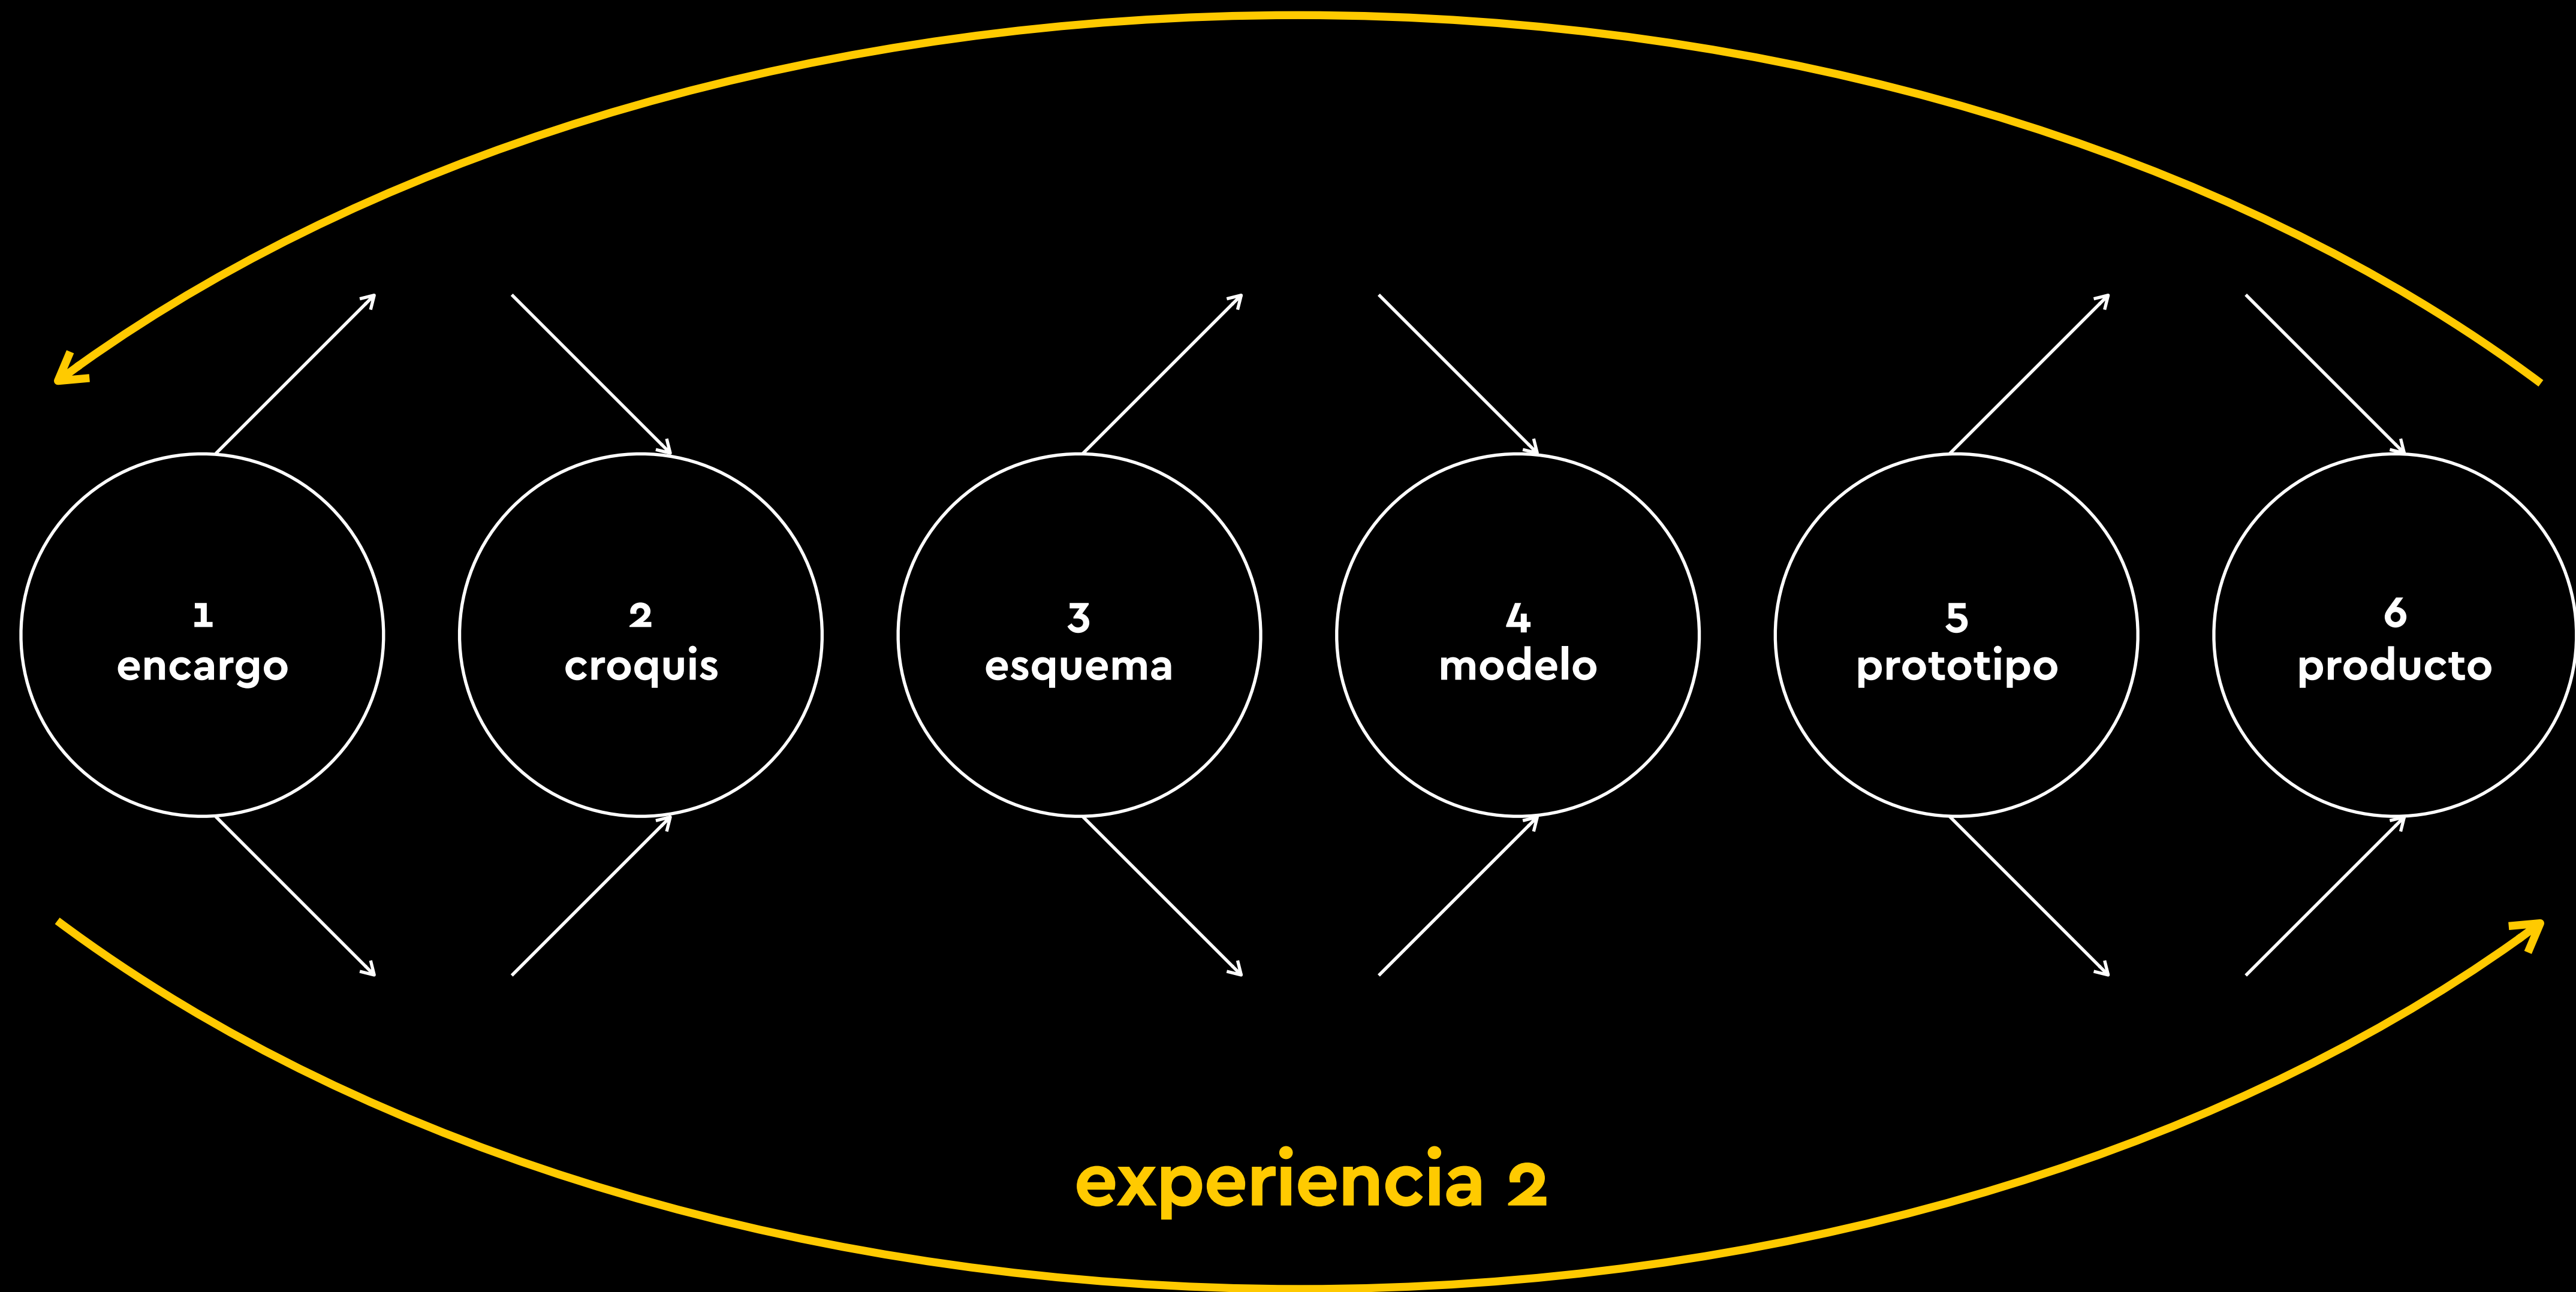 1
encargo
2
croquis
3
esquema
4
modelo
5
prototipo
6
producto
experiencia 2